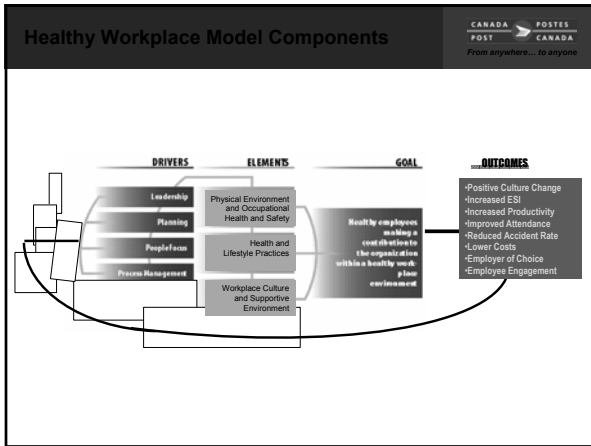 Healthy Workplace Model Components
CANADA POSTES
POST CANADA
From anywhere... to anyone
DRIVERS
ELEMENTS
GOAL
OUTCOMES
Leadership
Planning
People Focus
Process Management
Physical Environment
and Occupational
Health and Safety
Health and
Lifestyle Practices
Workplace Culture
and Supportive
Environment
Healthy employees
making a
contribution to
the organization
within a healthy work-
place
environment
•Positive Culture Change
•Increased ESI
•Increased Productivity
•Improved Attendance
•Reduced Accident Rate
•Lower Costs
•Employer of Choice
•Employee Engagement